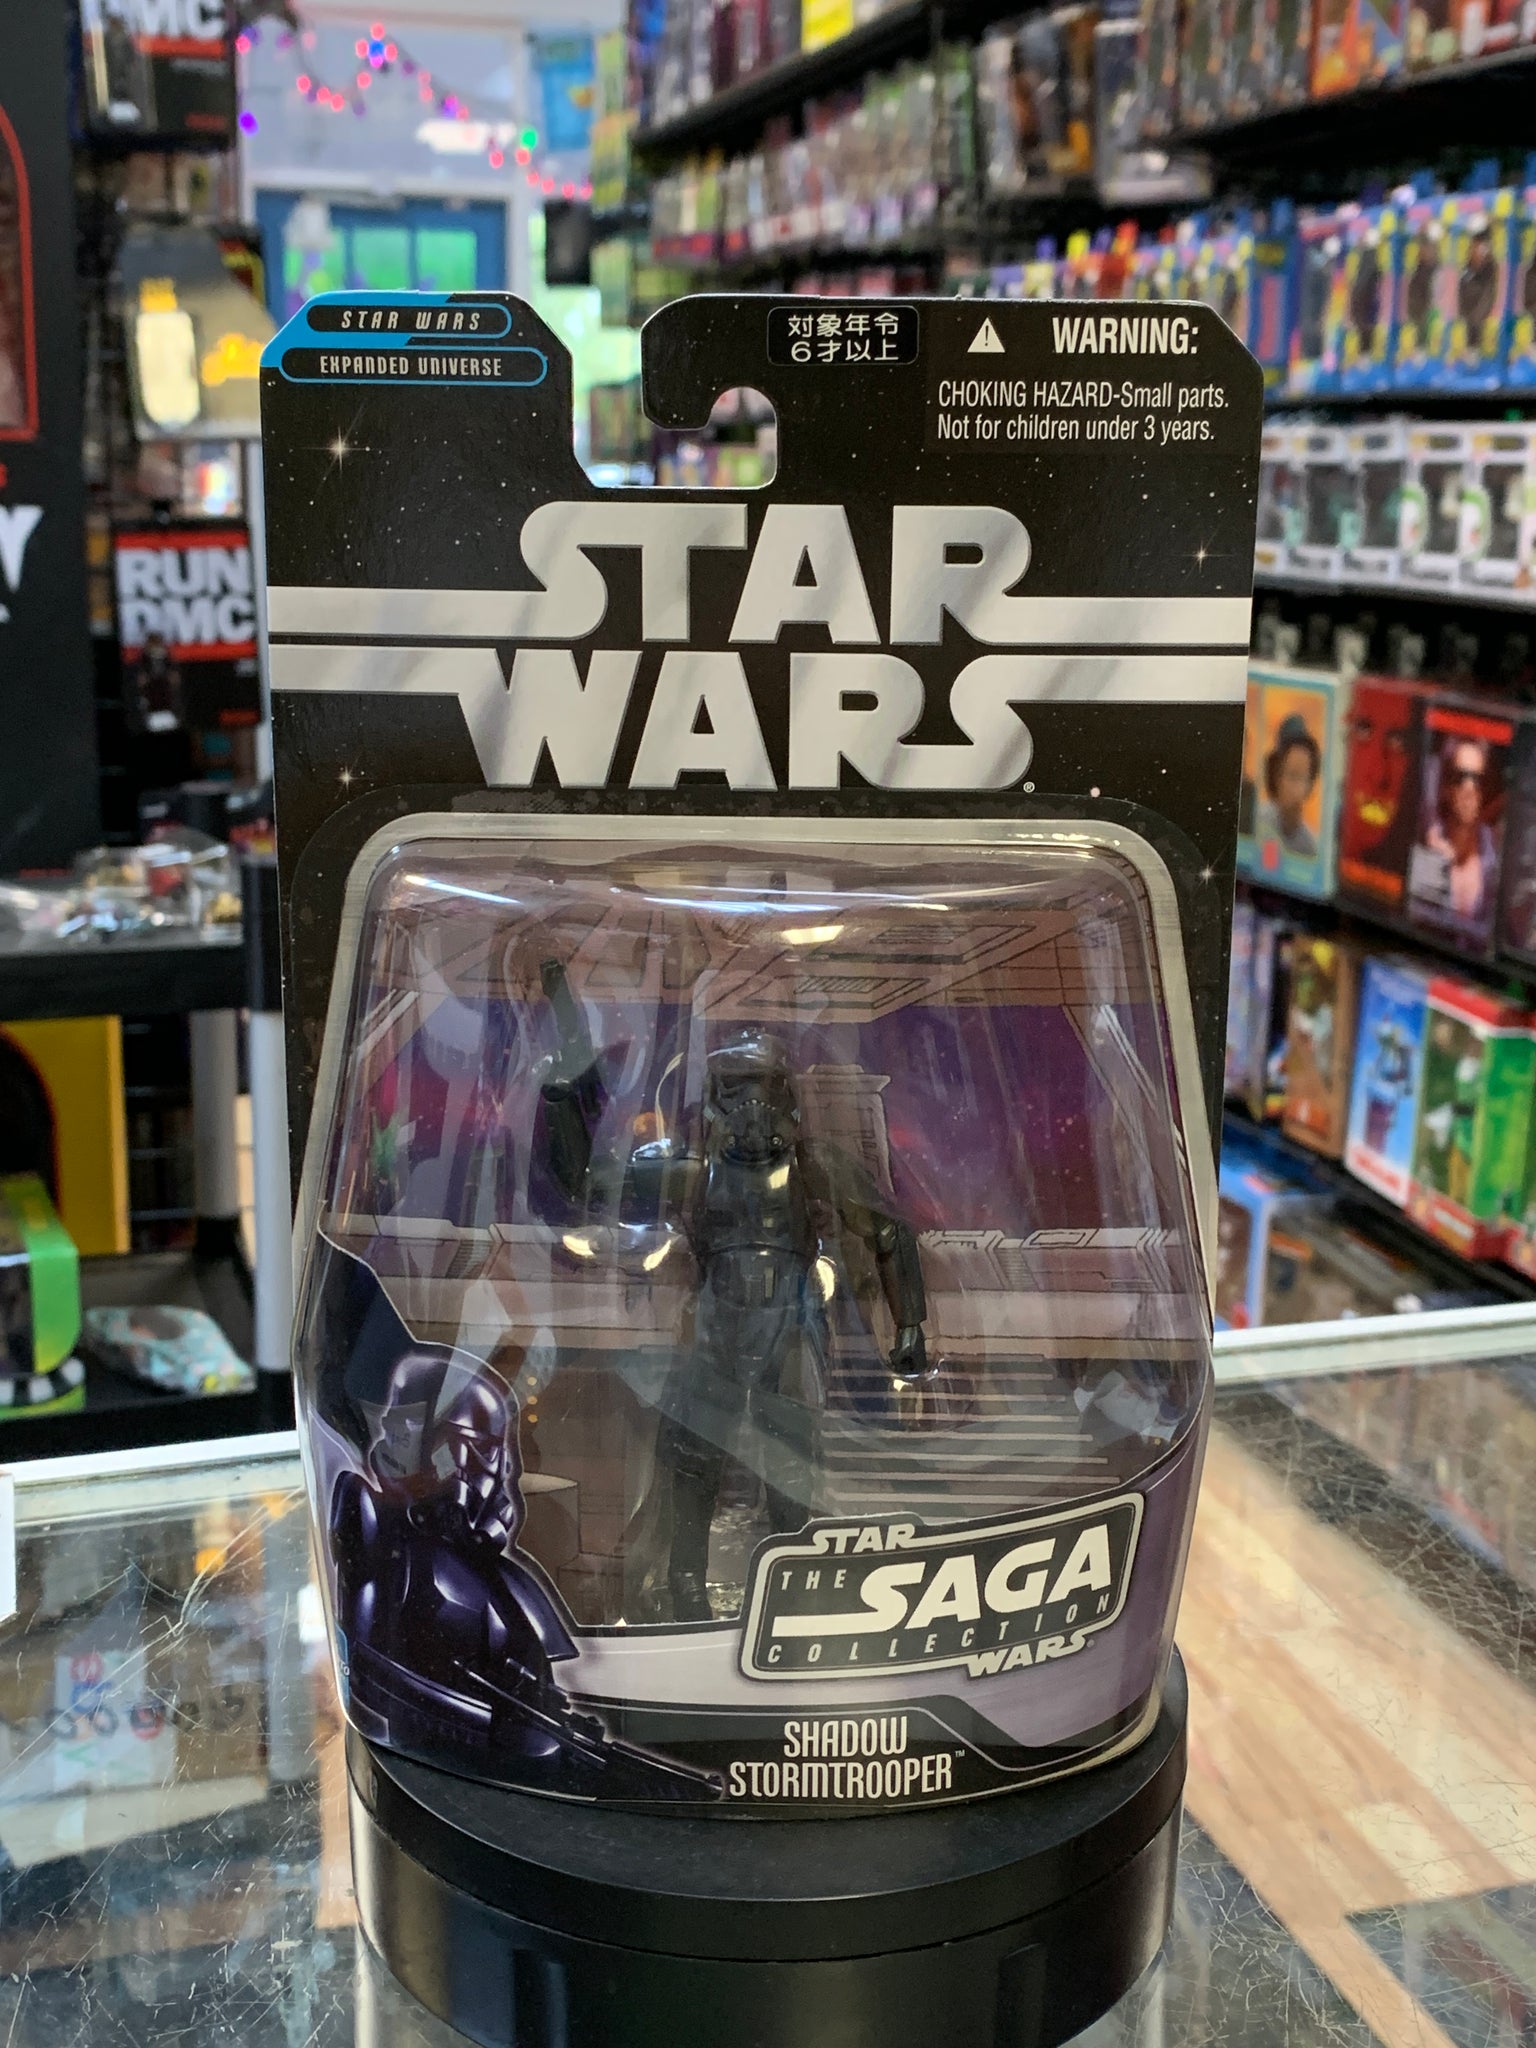 STAR WARS
EXPANDED UNIVERSE
対象年令
6才以上
WARNING:
CHOKING HAZARD-Small parts.
Not for children under 3 years.
STAR
WARS®
RUN
DMC
STAR
THE SAGA
COLLECTION
WARS
SHADOW
STORMTROOPER™